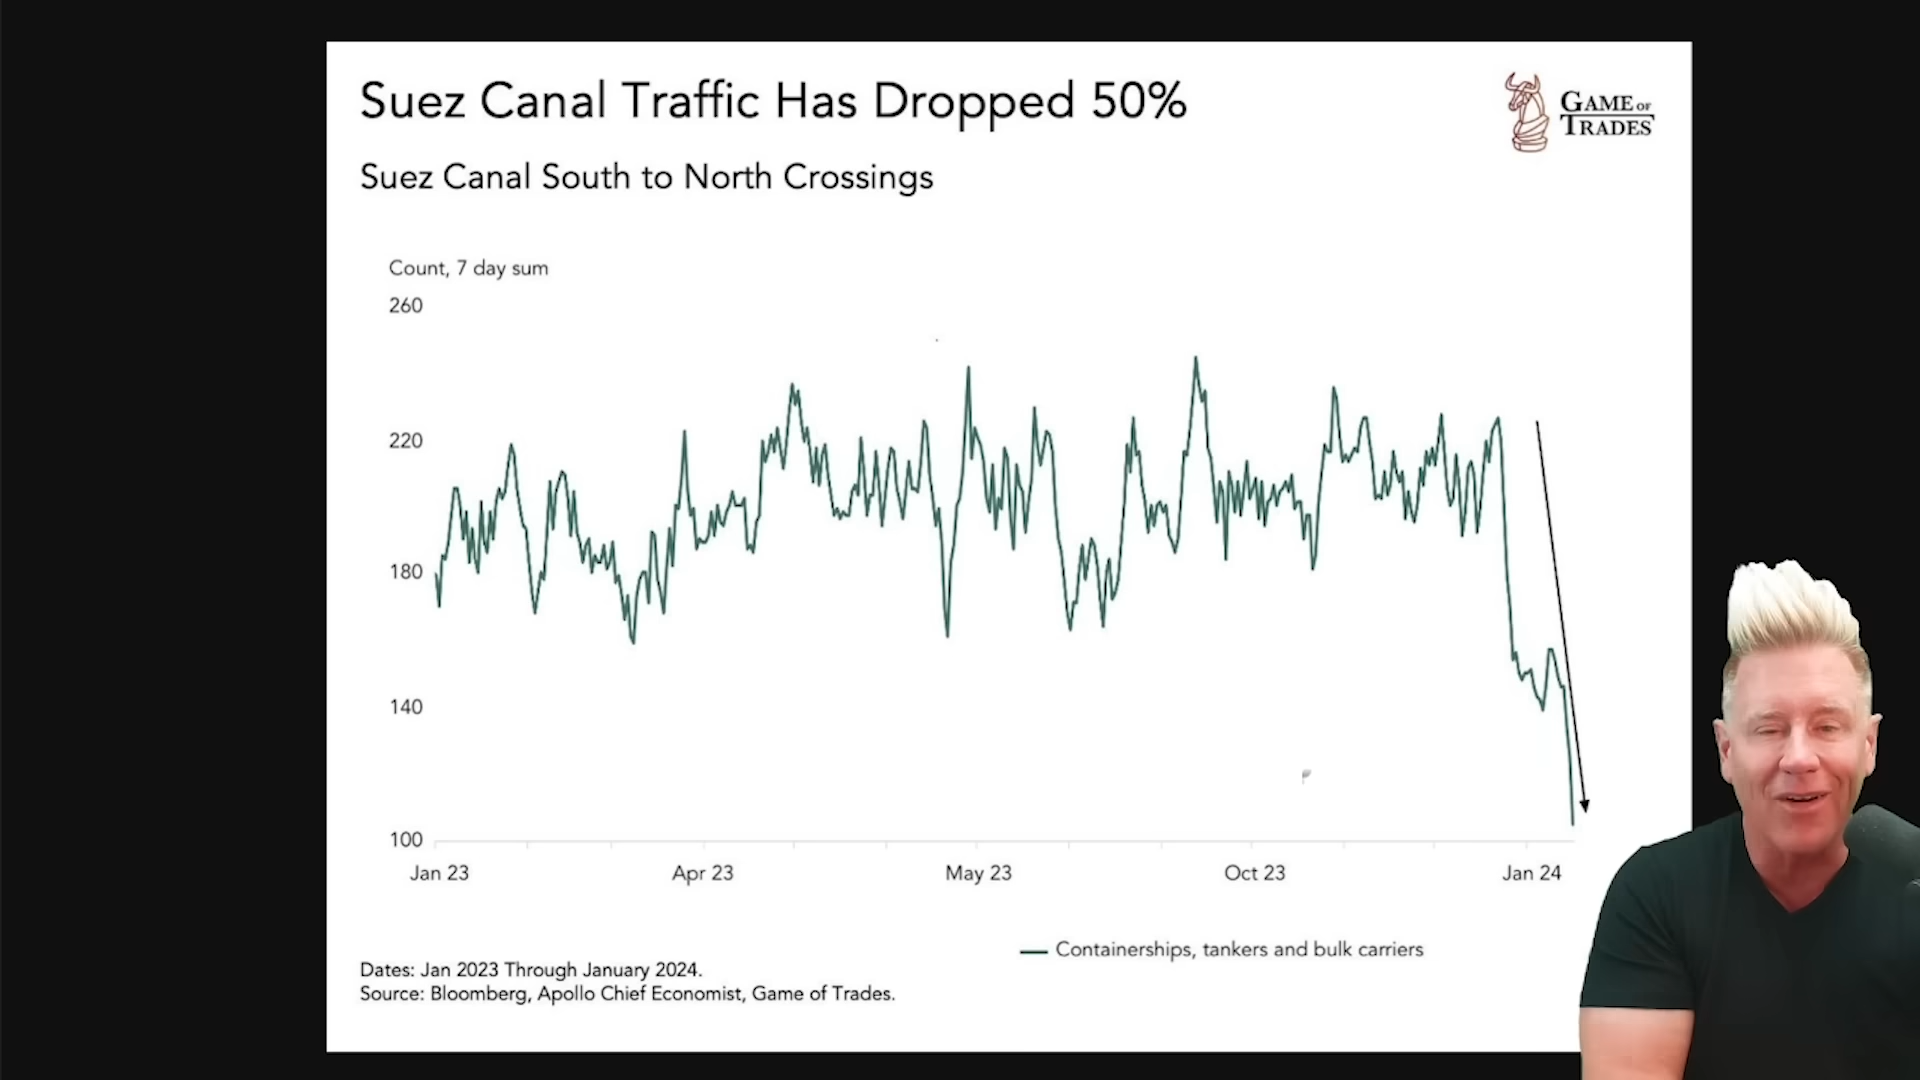 Suez Canal Traffic Has Dropped 50%
GAME OF
TRADES
Suez Canal South to North Crossings
Count, 7 day sum
260
220
180
140
100
Jan 23 Apr 23 May 23 Oct 23 Jan 24
Containerships, tankers and bulk carriers
Dates: Jan 2023 Through January 2024.
Source: Bloomberg, Apollo Chief Economist, Game of Trades.